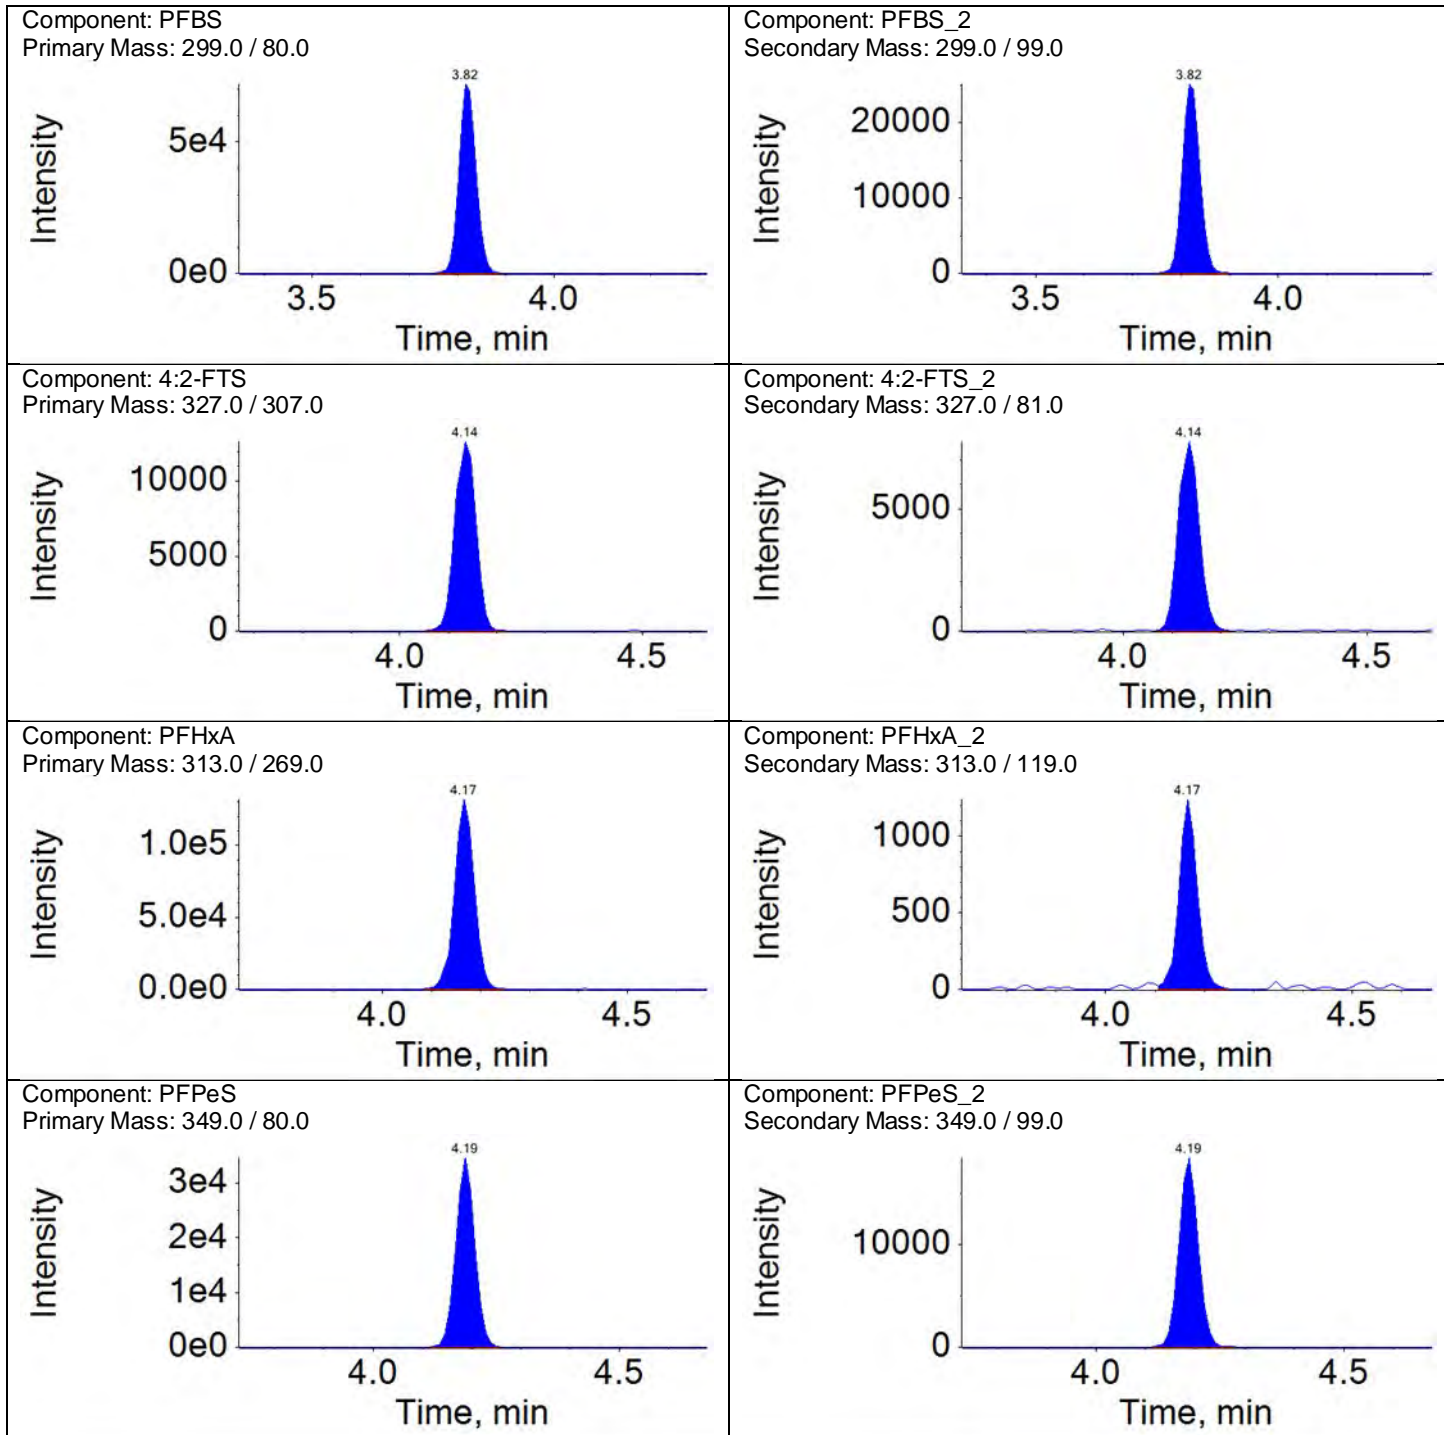 Component: PFBS
Primary Mass: 299.0 / 80.0
3.82
5e4
0e0
Intensity
3.5 4.0
Time, min
Component: PFBS_2
Secondary Mass: 299.0 / 99.0
3.82
20000
10000
0
Intensity
3.5 4.0
Time, min
Component: 4:2-FTS
Primary Mass: 327.0 / 307.0
4.14
10000
5000
0
Intensity
4.0 4.5
Time, min
Component: 4:2-FTS_2
Secondary Mass: 327.0 / 81.0
4.14
5000
0
Intensity
4.0 4.5
Time, min
Component: PFHxA
Primary Mass: 313.0 / 269.0
4.17
1.0e5
5.0e4
0.0e0
Intensity
4.0 4.5
Time, min
Component: PFHxA_2
Secondary Mass: 313.0 / 119.0
4.17
1000
500
0
Intensity
4.0 4.5
Time, min
Component: PFPeS
Primary Mass: 349.0 / 80.0
4.19
3e4
2e4
1e4
0e0
Intensity
4.0 4.5
Time, min
Component: PFPeS_2
Secondary Mass: 349.0 / 99.0
4.19
10000
0
Intensity
4.0 4.5
Time, min